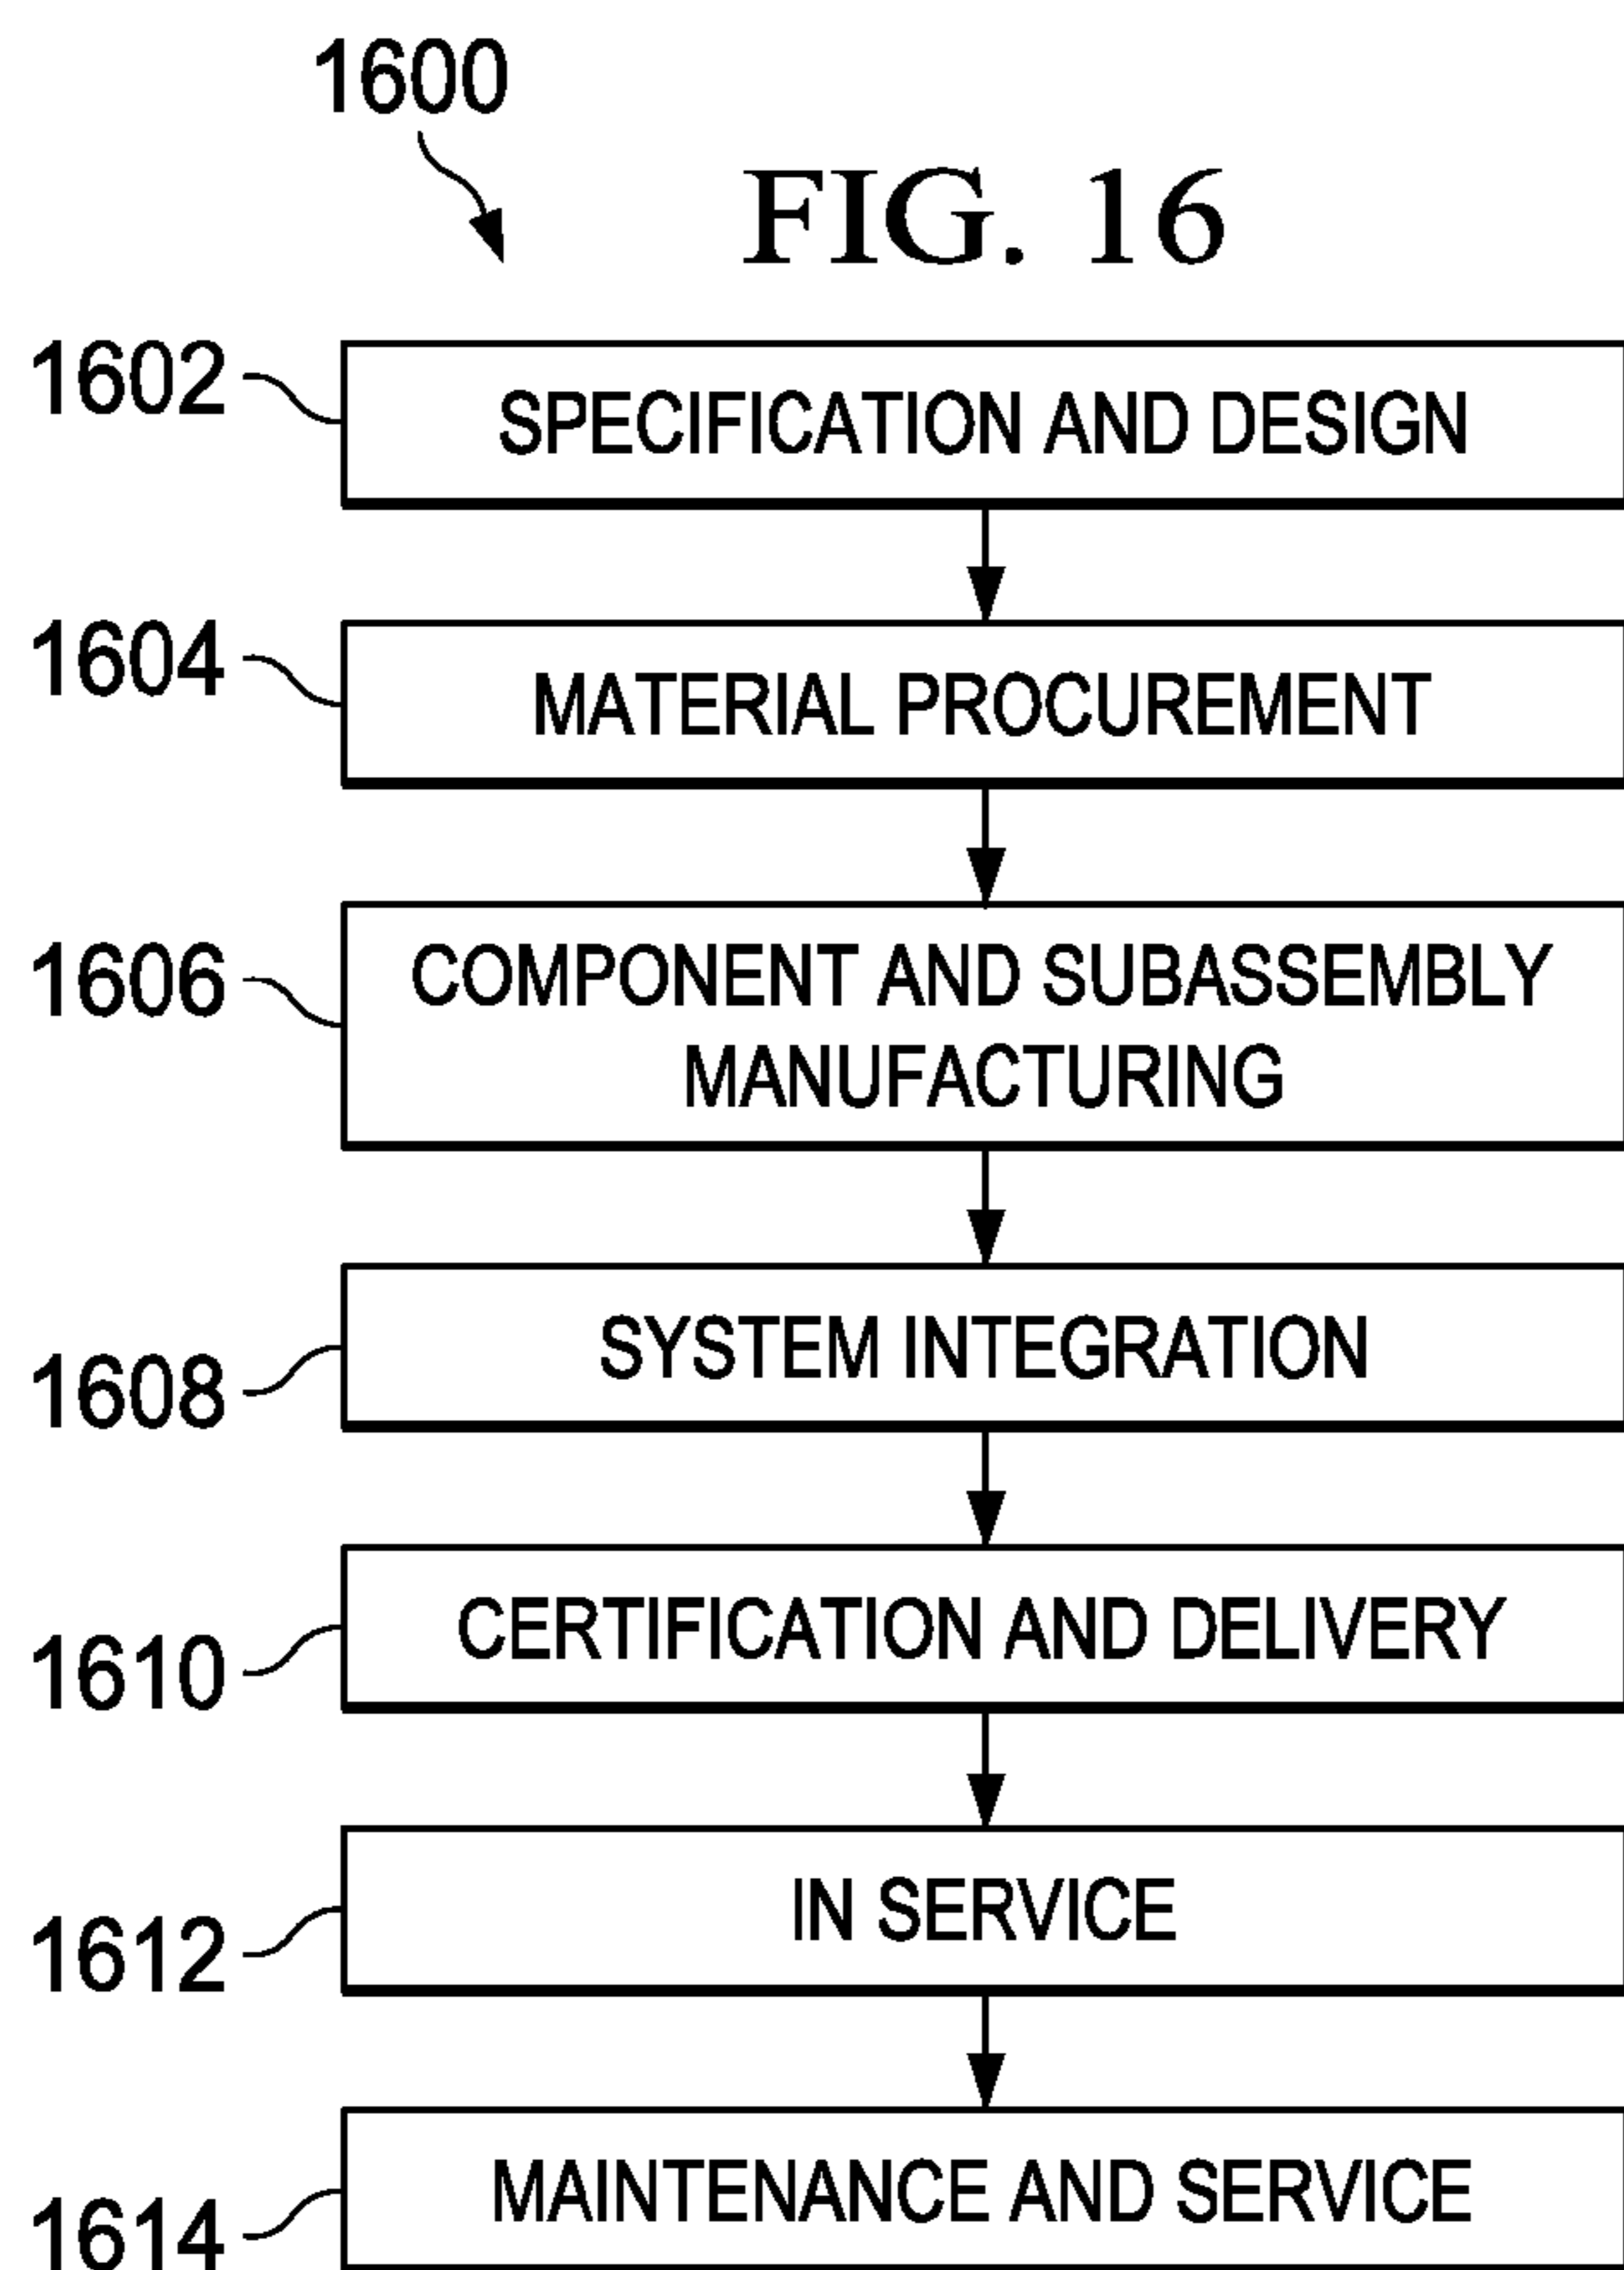 1600
FIG. 16
1602
SPECIFICATION AND DESIGN
1604
MATERIAL PROCUREMENT
1606
COMPONENT AND SUBASSEMBLY
MANUFACTURING
1608
SYSTEM INTEGRATION
1610
CERTIFICATION AND DELIVERY
1612
IN SERVICE
1614
MAINTENANCE AND SERVICE